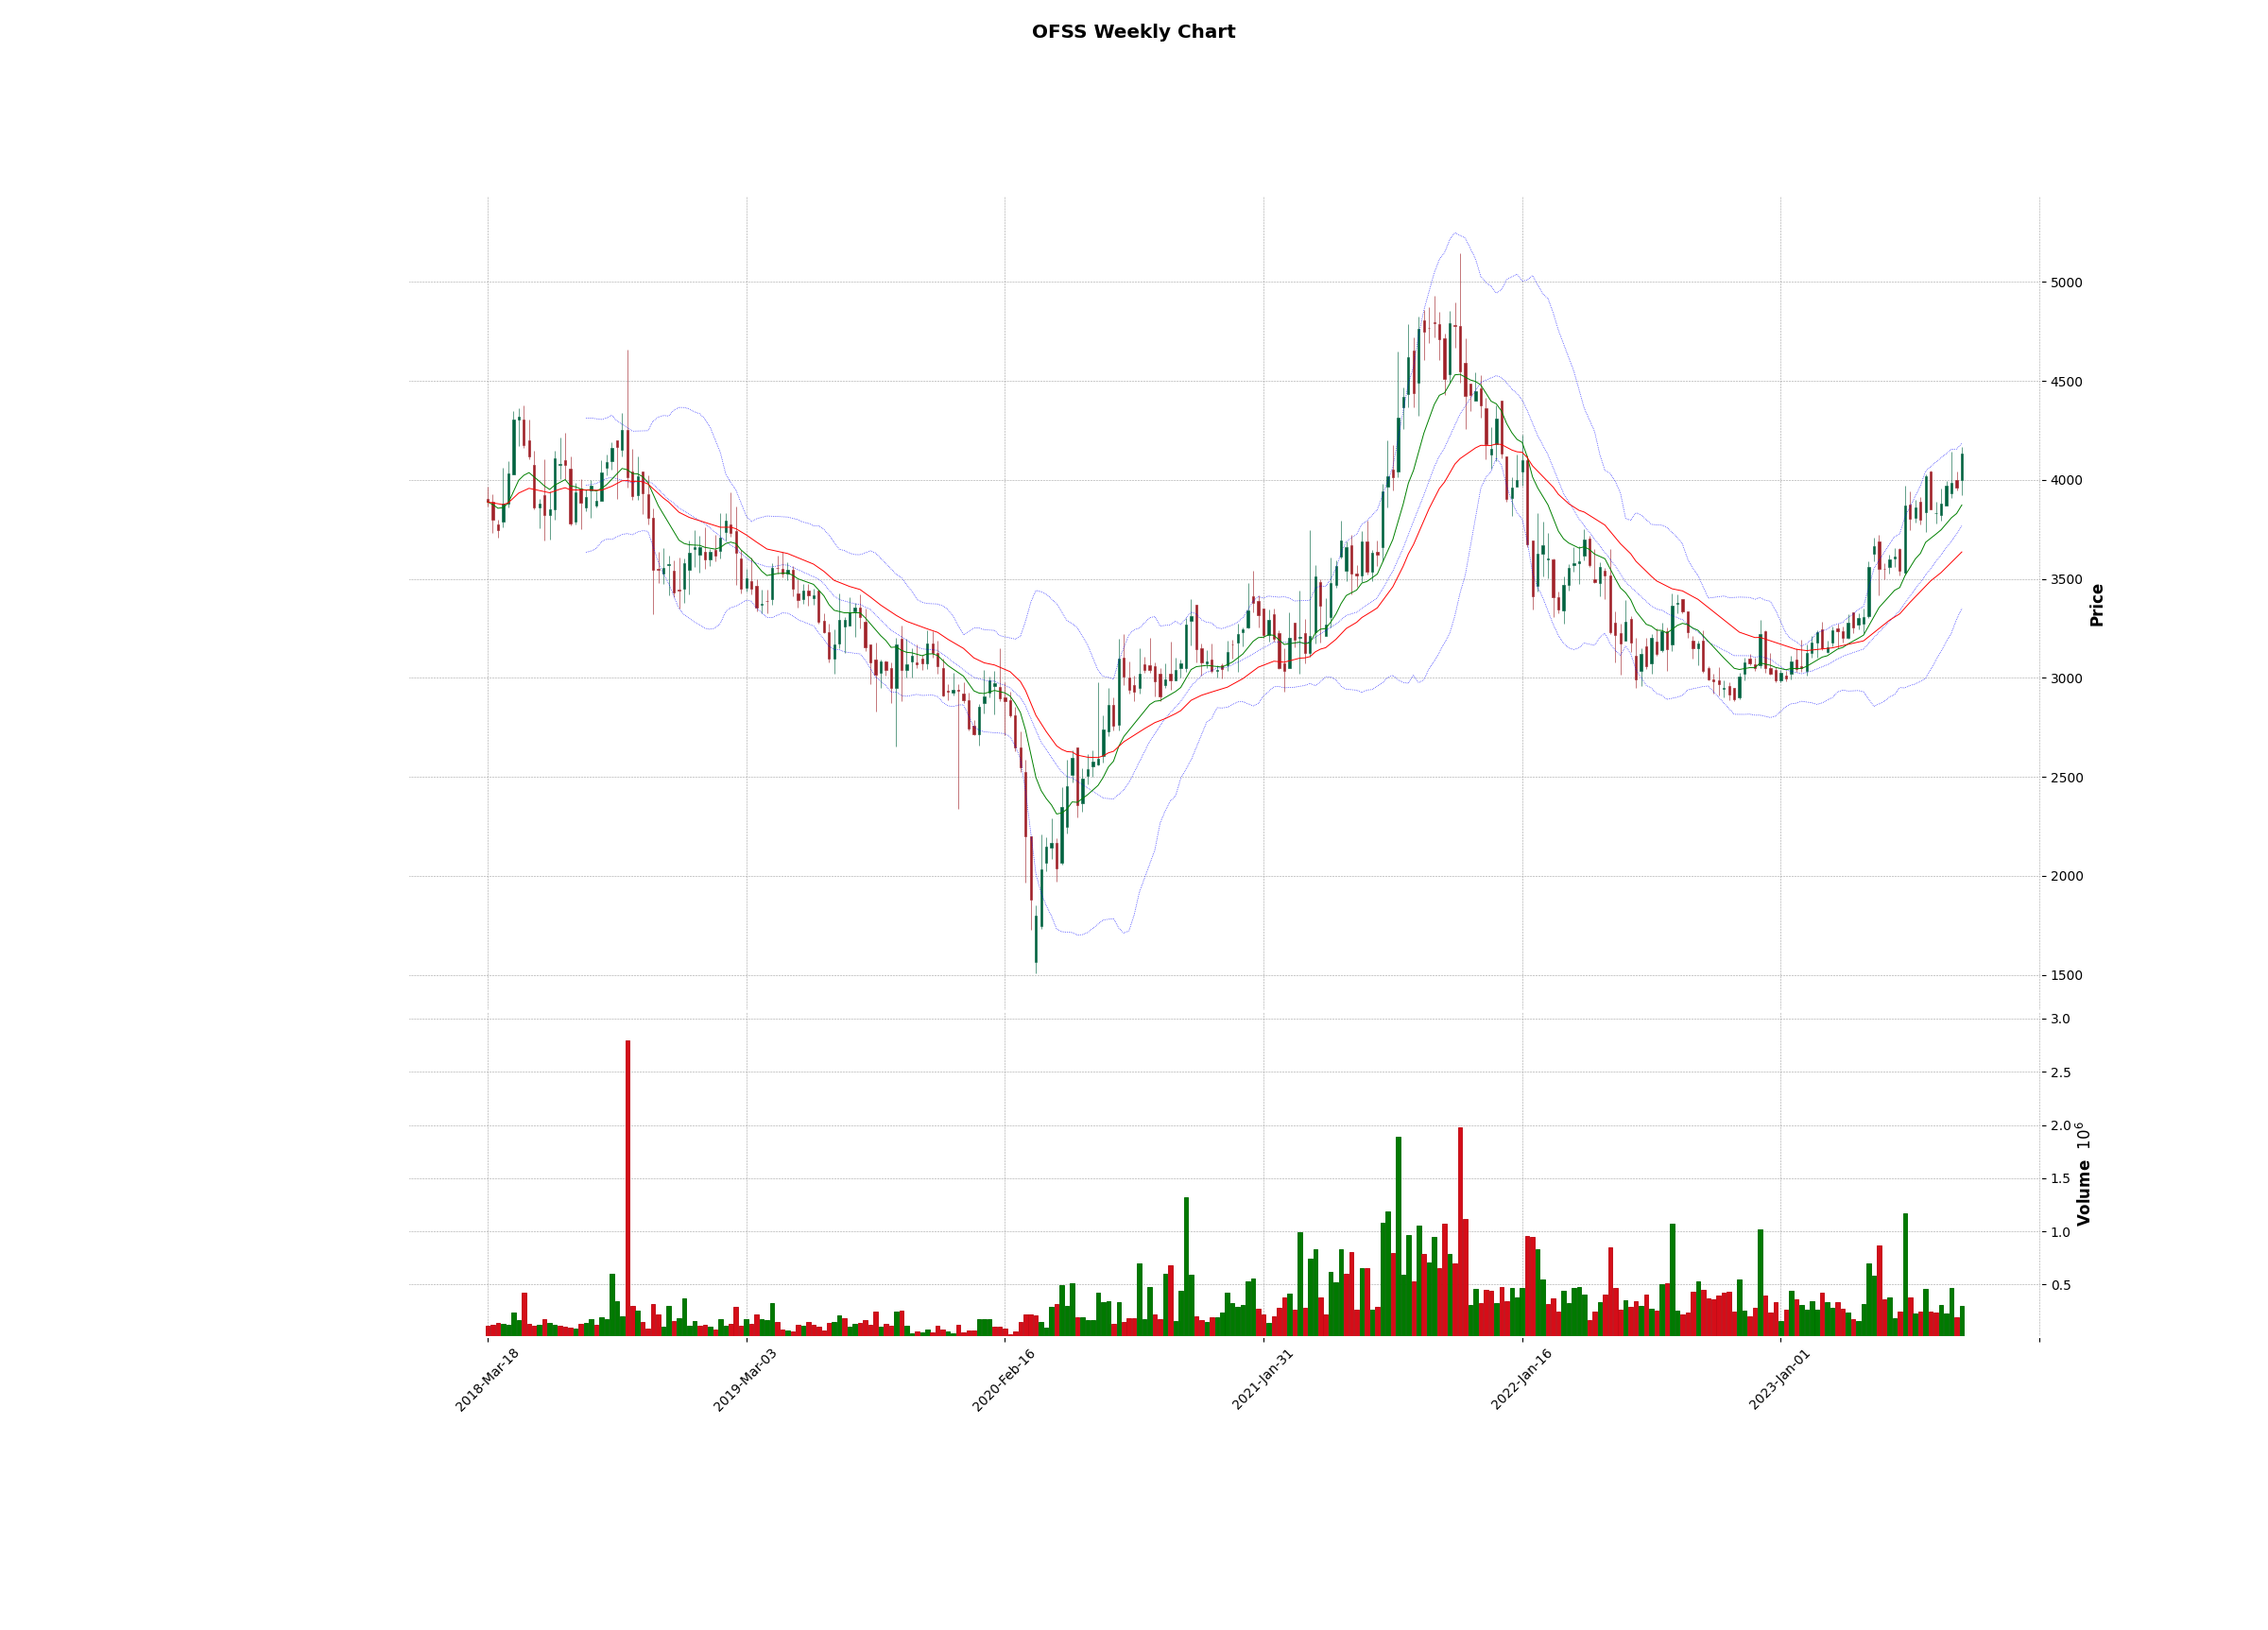 OFSS Weekly Chart
5000
4500
4000
3500
3000
2500
2000
1500
Price
3.0
2.5
2.0
1.5
1.0
0.5
Volume 10⁶
2018-Mar-18
2019-Mar-03
2020-Feb-16
2021-Jan-31
2022-Jan-16
2023-Jan-01